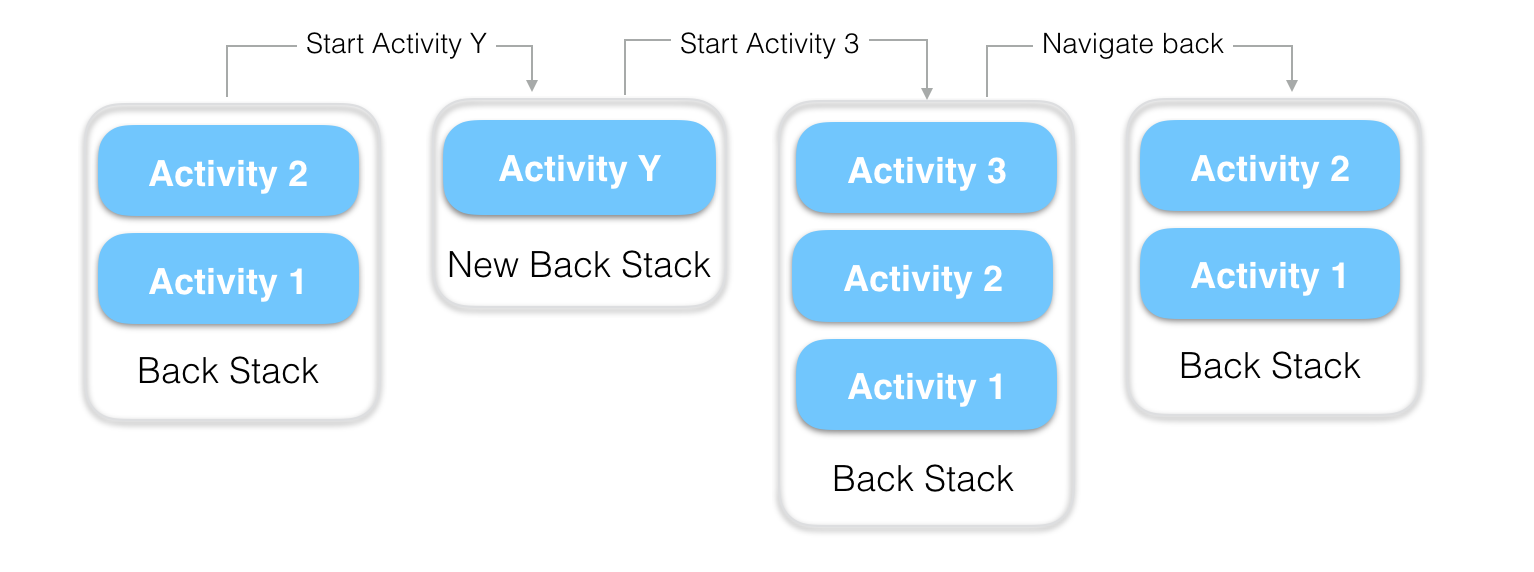 Start Activity Y
Start Activity 3
Navigate back
Activity 2
Activity 1
Back Stack
Activity Y
New Back Stack
Activity 3
Activity 2
Activity 1
Back Stack
Activity 2
Activity 1
Back Stack